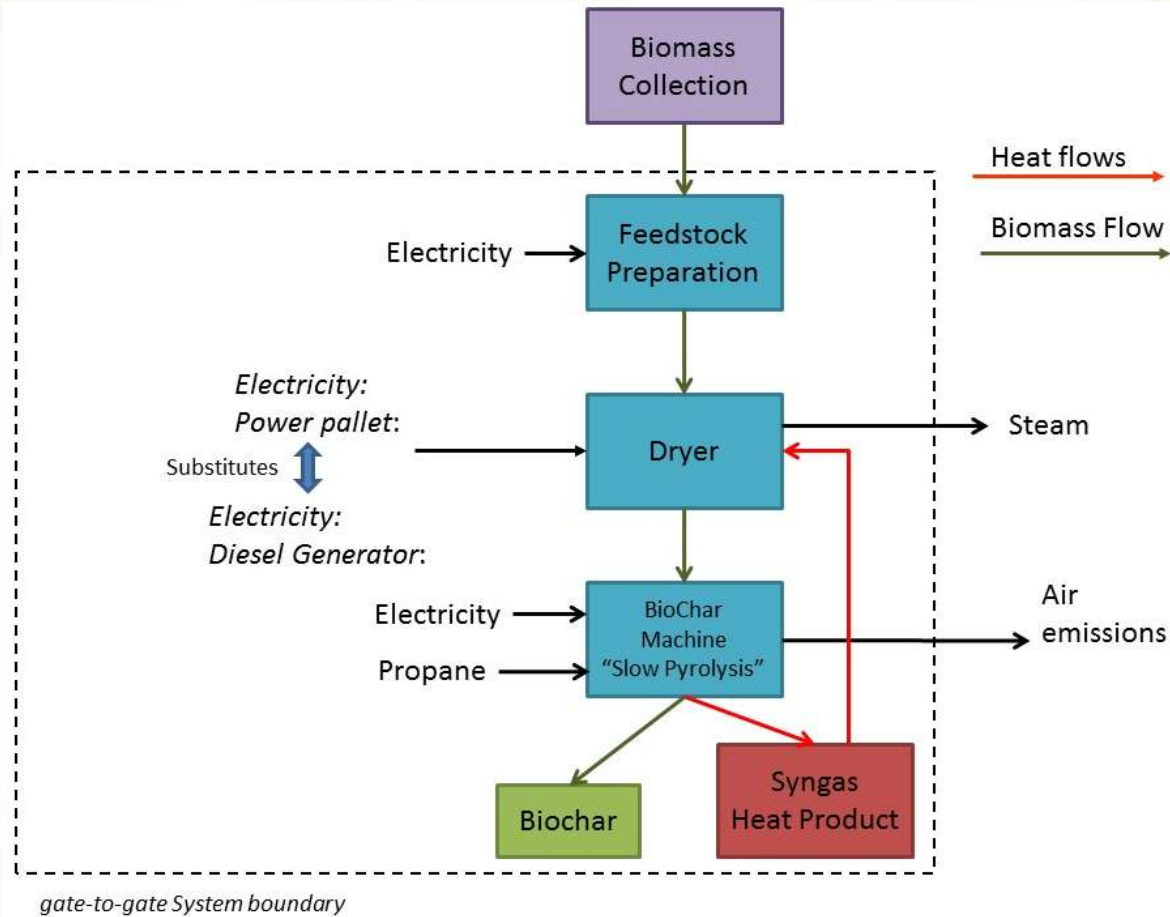 Biomass
Collection
Heat flows
Biomass Flow
Electricity
Feedstock
Preparation
Electricity:
Power pallet:
Substitutes
Electricity:
Diesel Generator:
Dryer
Steam
Electricity
Propane
BioChar
Machine
“Slow Pyrolysis”
Air
emissions
Biochar
Syngas
Heat Product
gate-to-gate System boundary